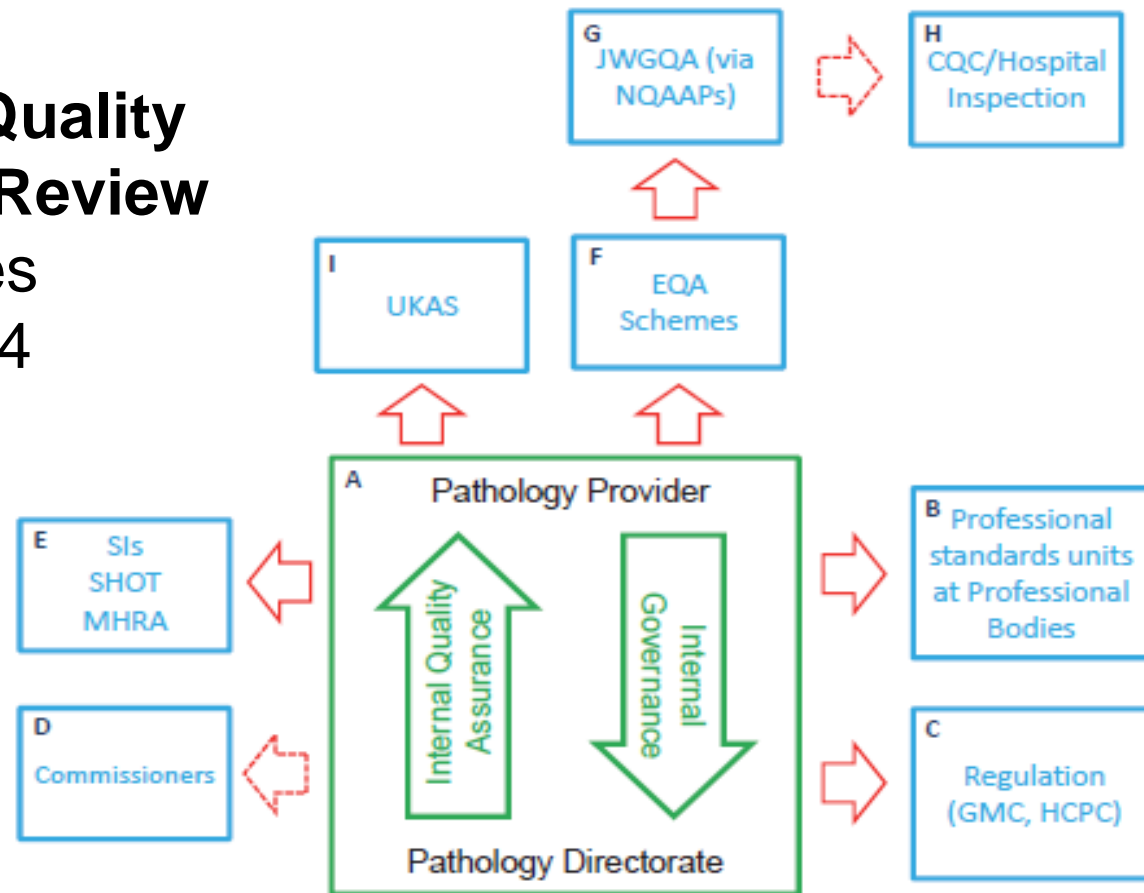 Quality
Review
es
4
G
JWGQA (via
NQAAPs)
H
CQC/Hospital
Inspection
I
UKAS
F
EQA
Schemes
A
Pathology Provider
Internal Quality
Assurance
Internal
Governance
Pathology Directorate
E
SIs
SHOT
MHRA
B Professional
standards units
at Professional
Bodies
D
Commissioners
C
Regulation
(GMC, HCPC)